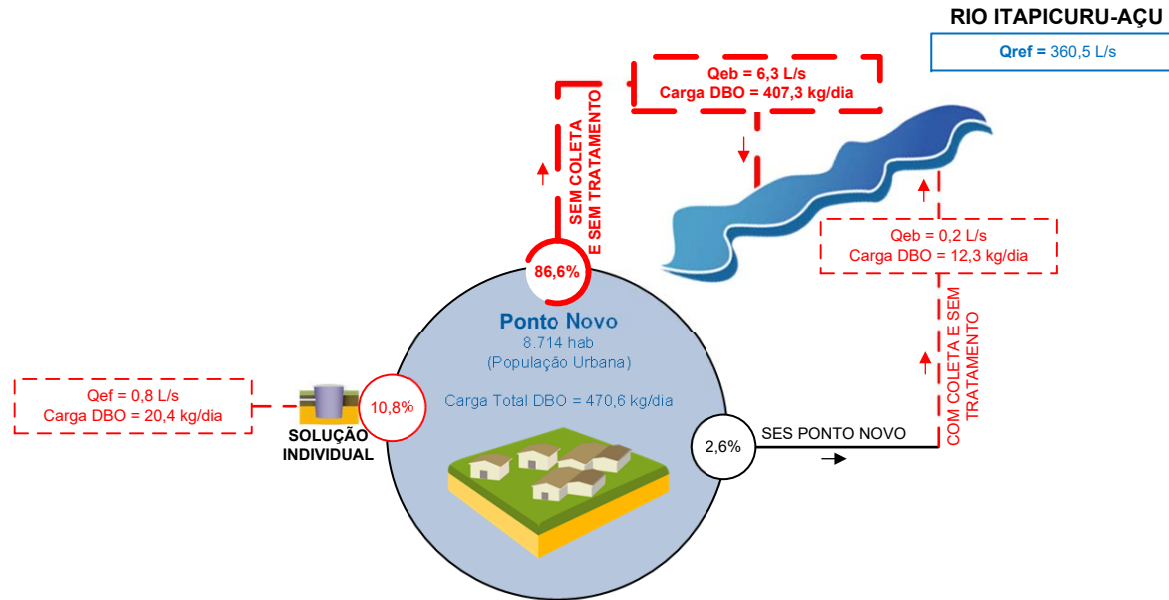 RIO ITAPICURU-AÇU
Qref = 360,5 L/s
Qeb = 6,3 L/s
Carga DBO = 407,3 kg/dia
SEM COLETA
E SEM TRATAMENTO
Qeb = 0,2 L/s
Carga DBO = 12,3 kg/dia
86,6%
Ponto Novo
8.714 hab
(População Urbana)
Carga Total DBO = 470,6 kg/dia
Qef = 0,8 L/s
Carga DBO = 20,4 kg/dia
10,8%
SOLUÇÃO
INDIVIDUAL
2,6%
SES PONTO NOVO
COM COLETA E SEM
TRATAMENTO